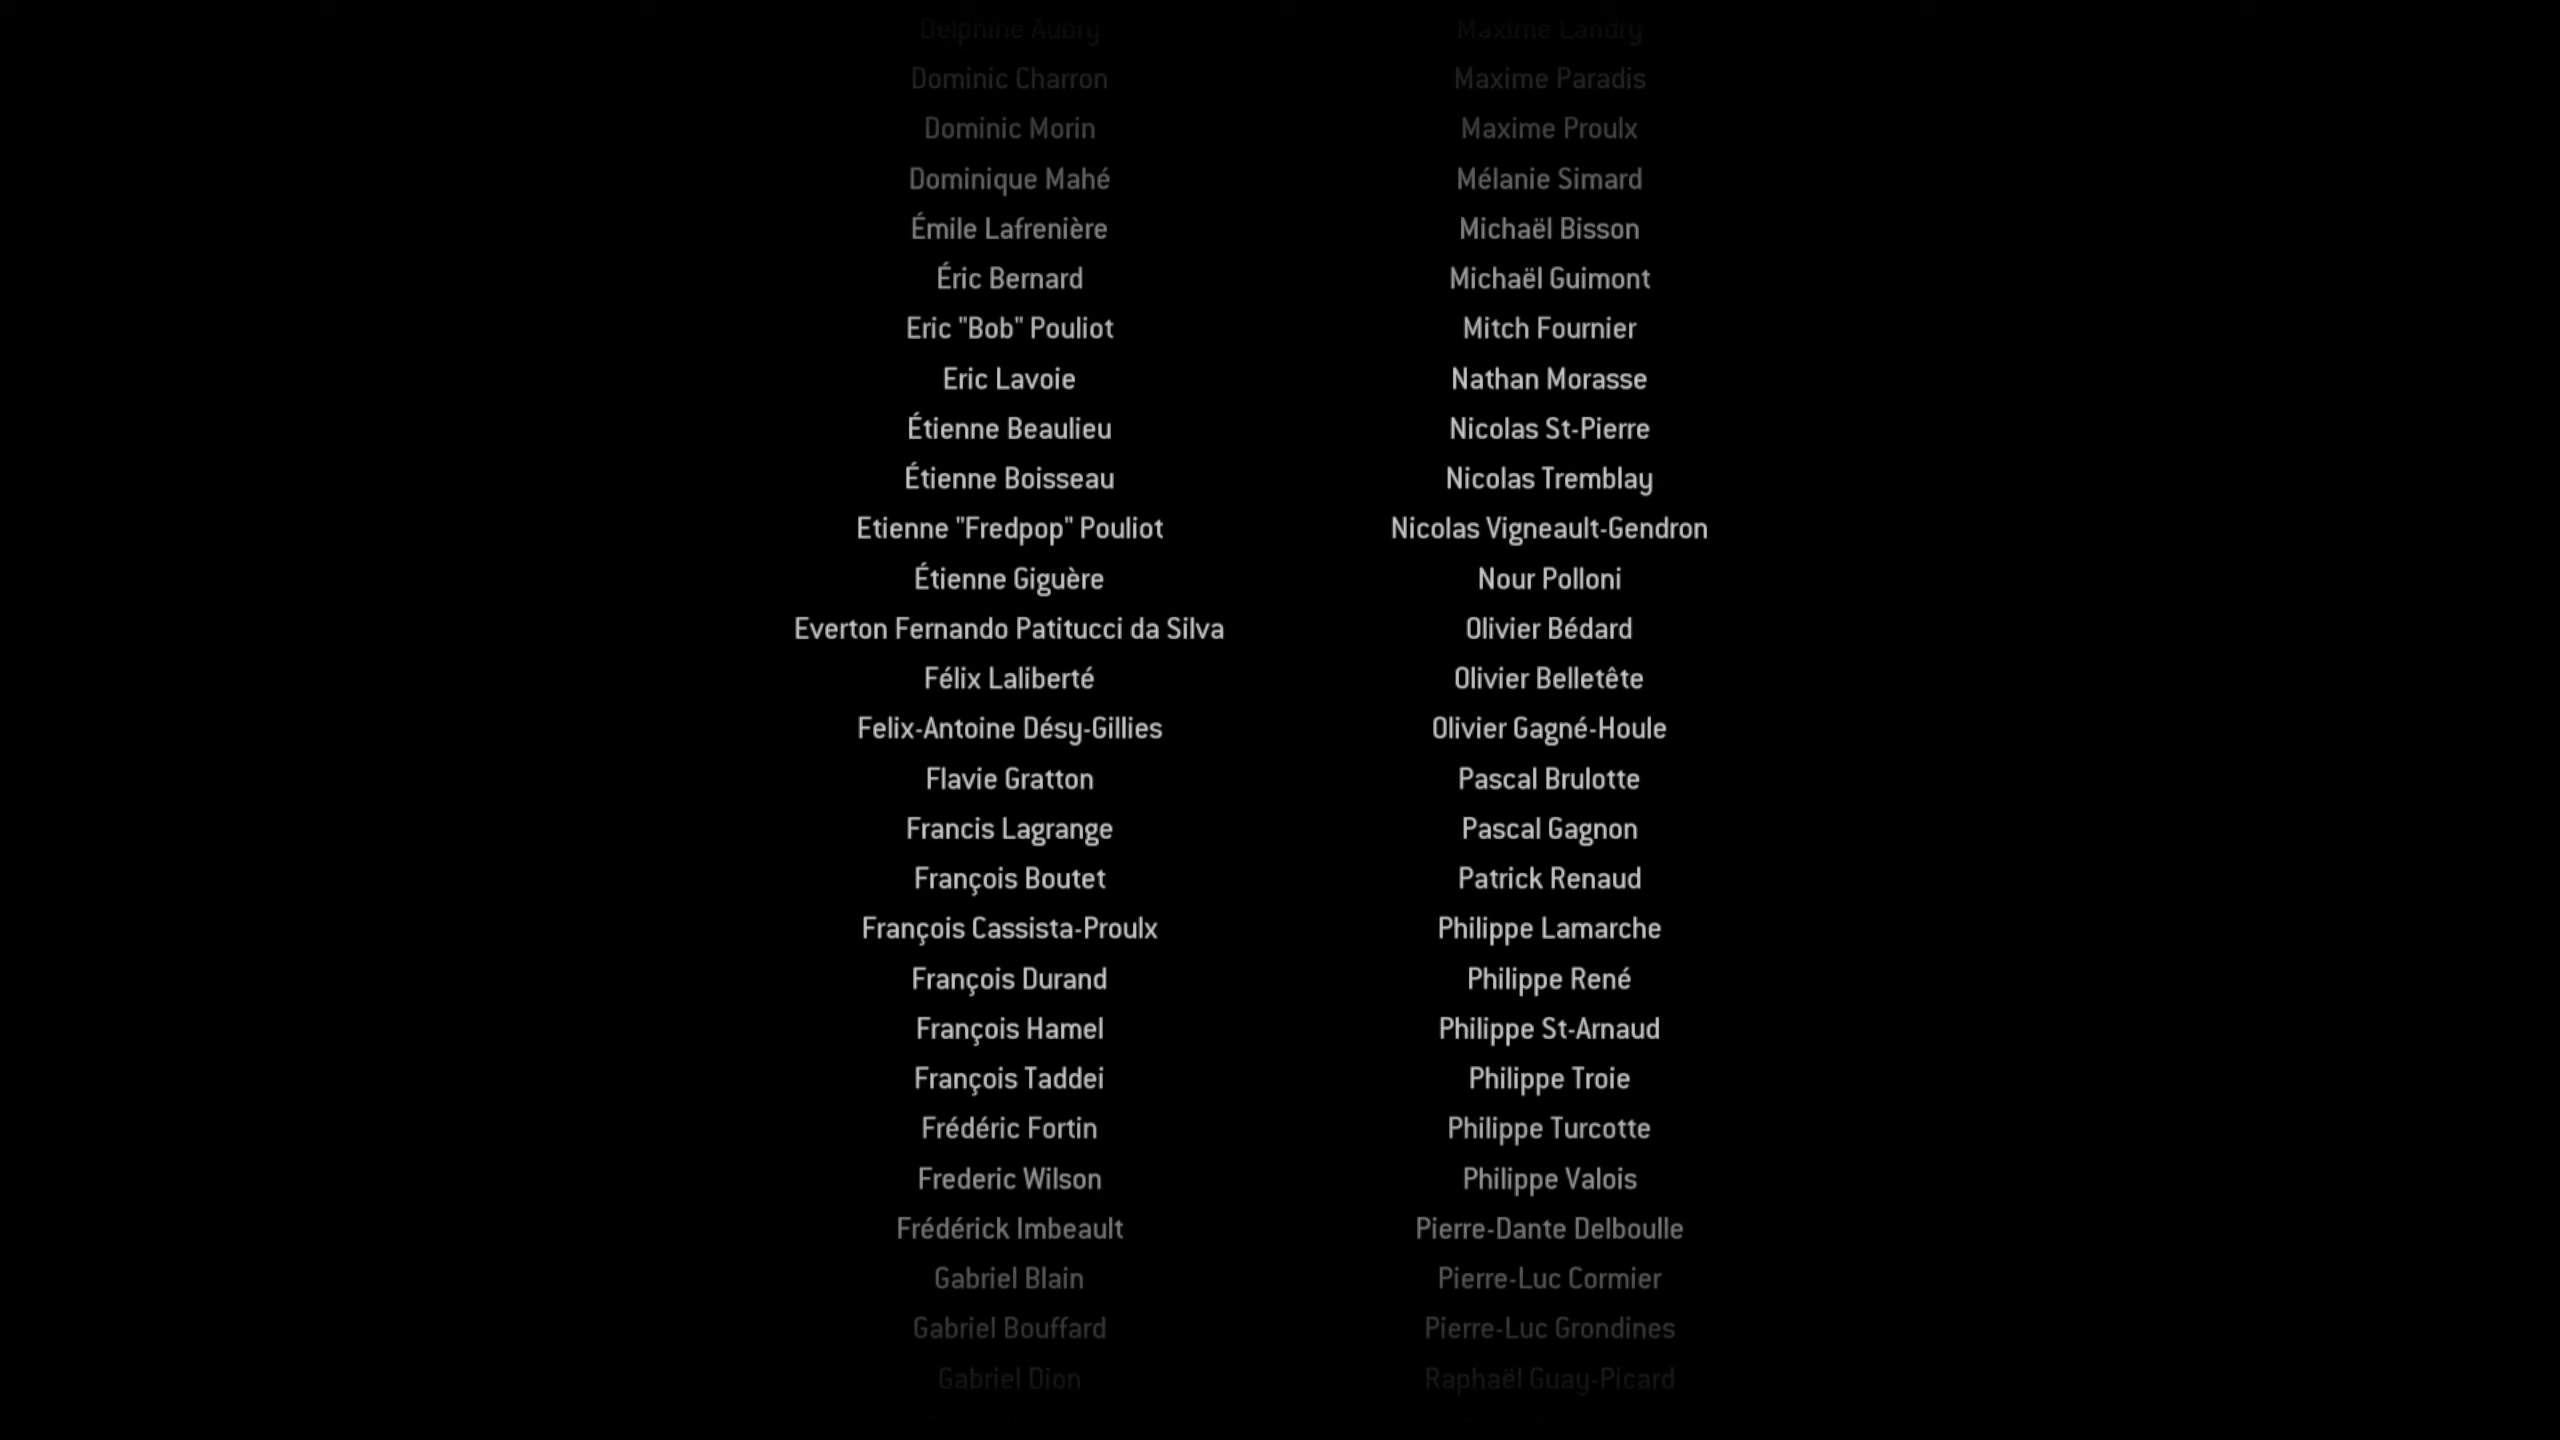 Delphine Aubry
Dominic Charron
Dominic Morin
Dominique Mahé
Émile Lafrenière
Éric Bernard
Eric "Bob" Pouliot
Eric Lavoie
Étienne Beaulieu
Étienne Boisseau
Etienne "Fredpop" Pouliot
Étienne Giguère
Everton Fernando Patitucci da Silva
Félix Laliberté
Felix-Antoine Désy-Gillies
Flavie Gratton
Francis Lagrange
François Boutet
François Cassista-Proulx
François Durand
François Hamel
François Taddei
Frédéric Fortin
Frederic Wilson
Frédérick Imbeault
Gabriel Blain
Gabriel Bouffard
Gabriel Dion
Maxime Landry
Maxime Paradis
Maxime Proulx
Mélanie Simard
Michaël Bisson
Michaël Guimont
Mitch Fournier
Nathan Morasse
Nicolas St-Pierre
Nicolas Tremblay
Nicolas Vigneault-Gendron
Nour Polloni
Olivier Bédard
Olivier Belletête
Olivier Gagné-Houle
Pascal Brulotte
Pascal Gagnon
Patrick Renaud
Philippe Lamarche
Philippe René
Philippe St-Arnaud
Philippe Troie
Philippe Turcotte
Philippe Valois
Pierre-Dante Delboulle
Pierre-Luc Cormier
Pierre-Luc Grondines
Raphaël Guay-Picard